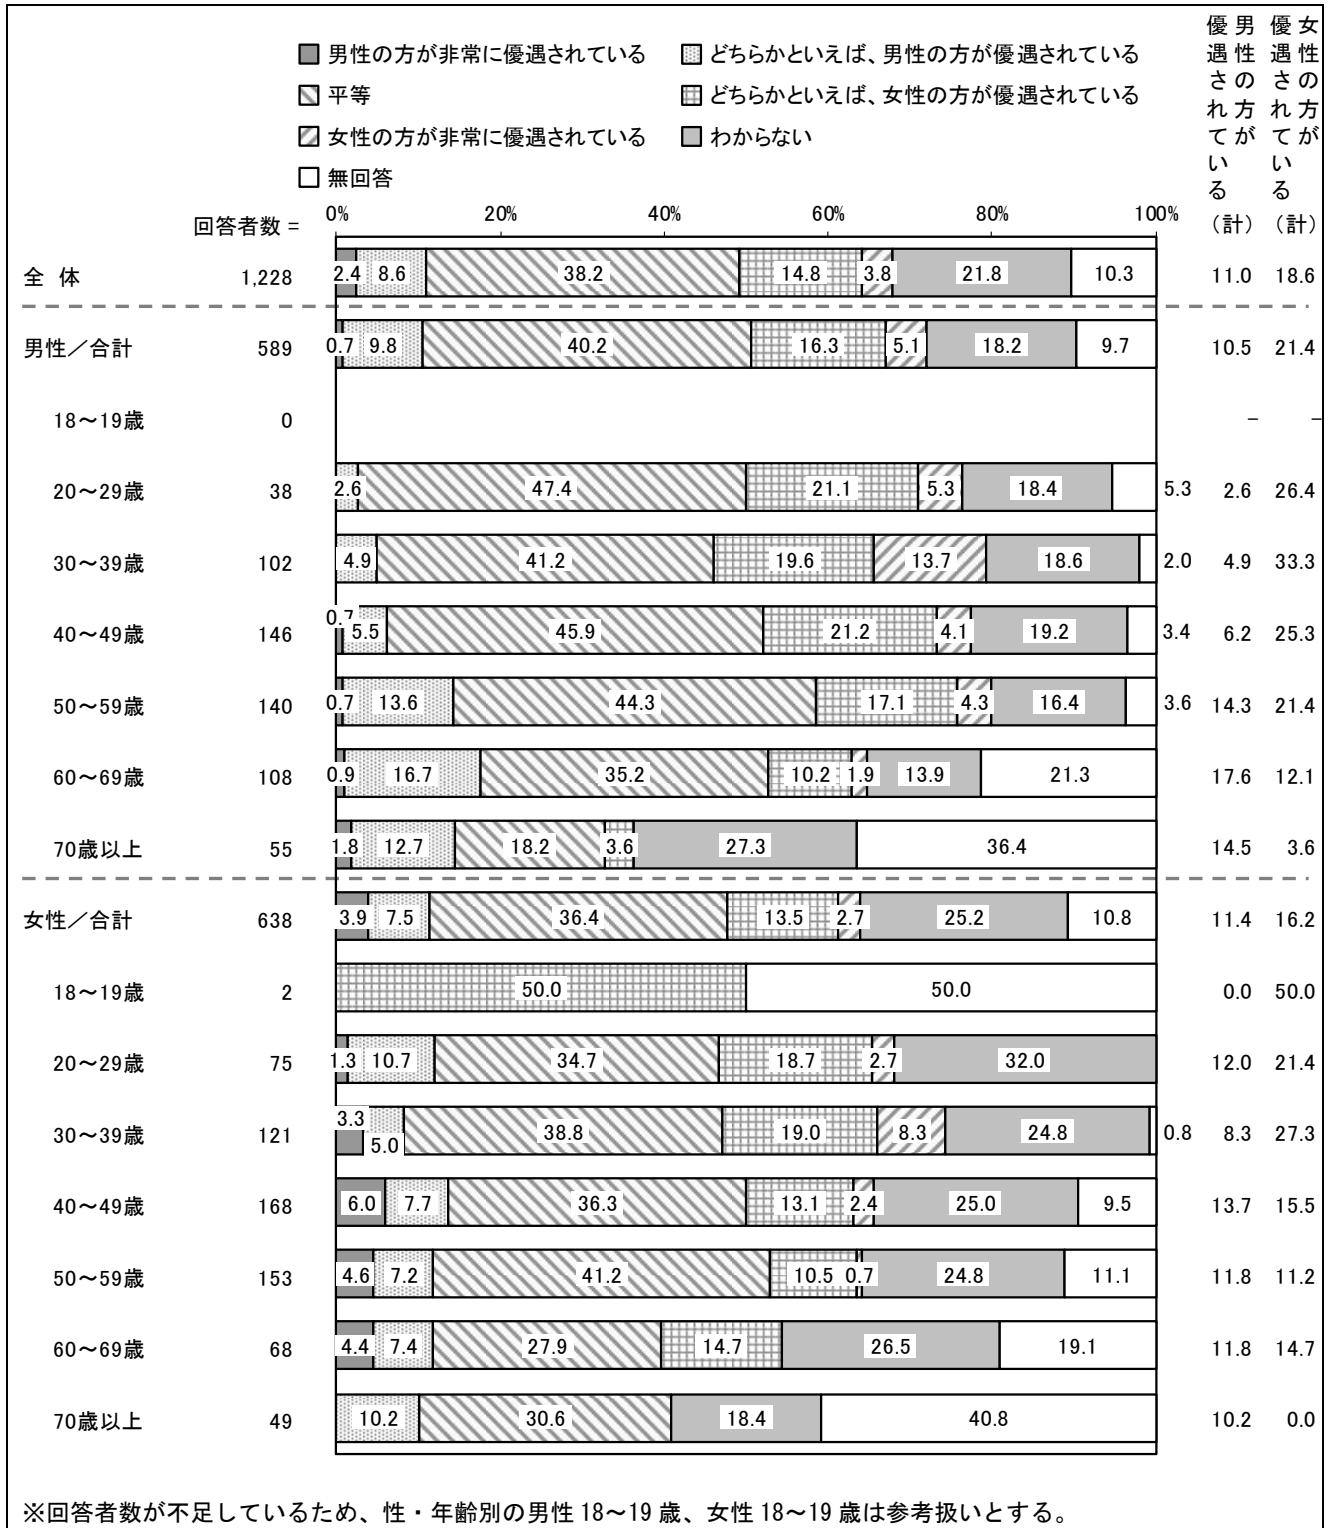 男性の方が非常に優遇されている どちらかといえば、男性の方が優遇されている
平等 どちらかといえば、女性の方が優遇されている
女性の方が非常に優遇されている わからない
無回答
男性の方が優遇されている（計） 女性の方が優遇されている（計）
回答者数 = 0% 20% 40% 60% 80% 100%
全 体 1,228 2.4 8.6 38.2 14.8 3.8 21.8 10.3 11.0 18.6
男性／合計 589 0.7 9.8 40.2 16.3 5.1 18.2 9.7 10.5 21.4
18～19歳 0 － －
20～29歳 38 2.6 47.4 21.1 5.3 18.4 5.3 2.6 26.4
30～39歳 102 4.9 41.2 19.6 13.7 18.6 2.0 4.9 33.3
40～49歳 146 0.7 5.5 45.9 21.2 4.1 19.2 3.4 6.2 25.3
50～59歳 140 0.7 13.6 44.3 17.1 4.3 16.4 3.6 14.3 21.4
60～69歳 108 0.9 16.7 35.2 10.2 1.9 13.9 21.3 17.6 12.1
70歳以上 55 1.8 12.7 18.2 3.6 27.3 36.4 14.5 3.6
女性／合計 638 3.9 7.5 36.4 13.5 2.7 25.2 10.8 11.4 16.2
18～19歳 2 50.0 50.0 0.0 50.0
20～29歳 75 1.3 10.7 34.7 18.7 2.7 32.0 12.0 21.4
30～39歳 121 3.3 5.0 38.8 19.0 8.3 24.8 0.8 8.3 27.3
40～49歳 168 6.0 7.7 36.3 13.1 2.4 25.0 9.5 13.7 15.5
50～59歳 153 4.6 7.2 41.2 10.5 0.7 24.8 11.1 11.8 11.2
60～69歳 68 4.4 7.4 27.9 14.7 26.5 19.1 11.8 14.7
70歳以上 49 10.2 30.6 18.4 40.8 10.2 0.0
※回答者数が不足しているため、性・年齢別の男性 18～19 歳、女性 18～19 歳は参考扱いとする。